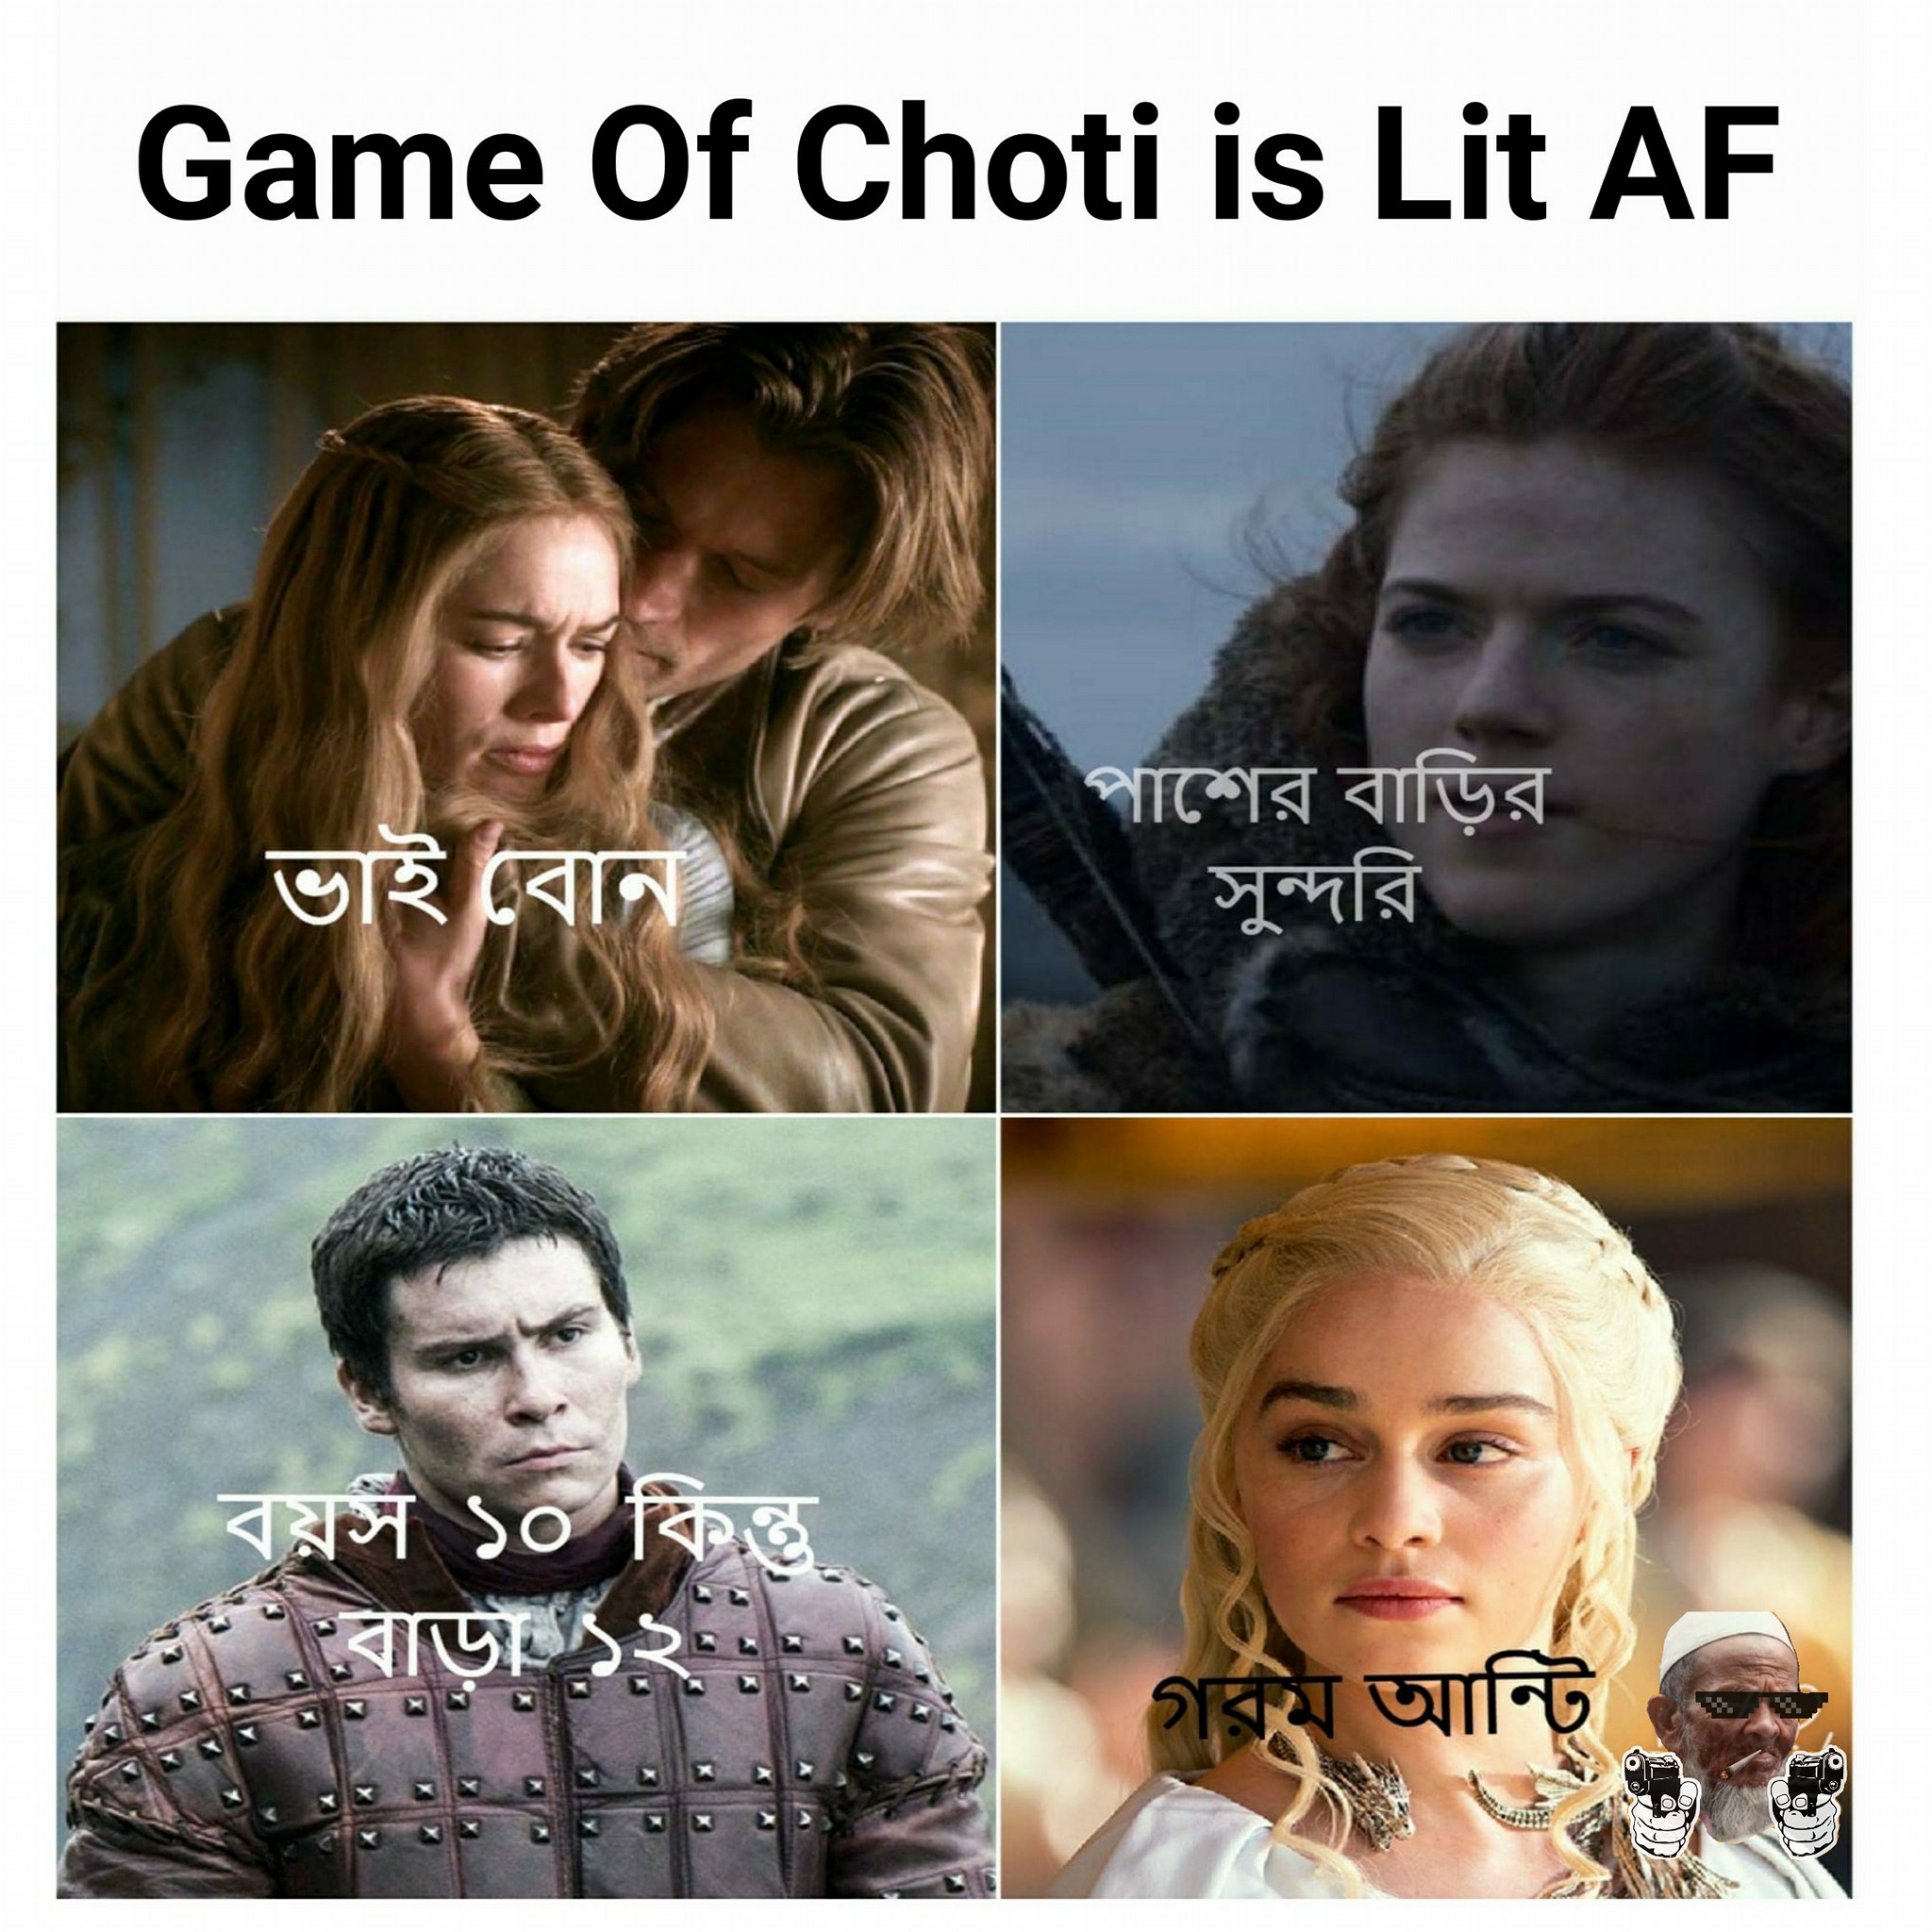 Game Of Choti is Lit AF
ভাই বোন
পাশের বাড়ির
সুন্দরি
বয়স ১০ কিন্তু
বাড়া ১২
গরম আন্টি